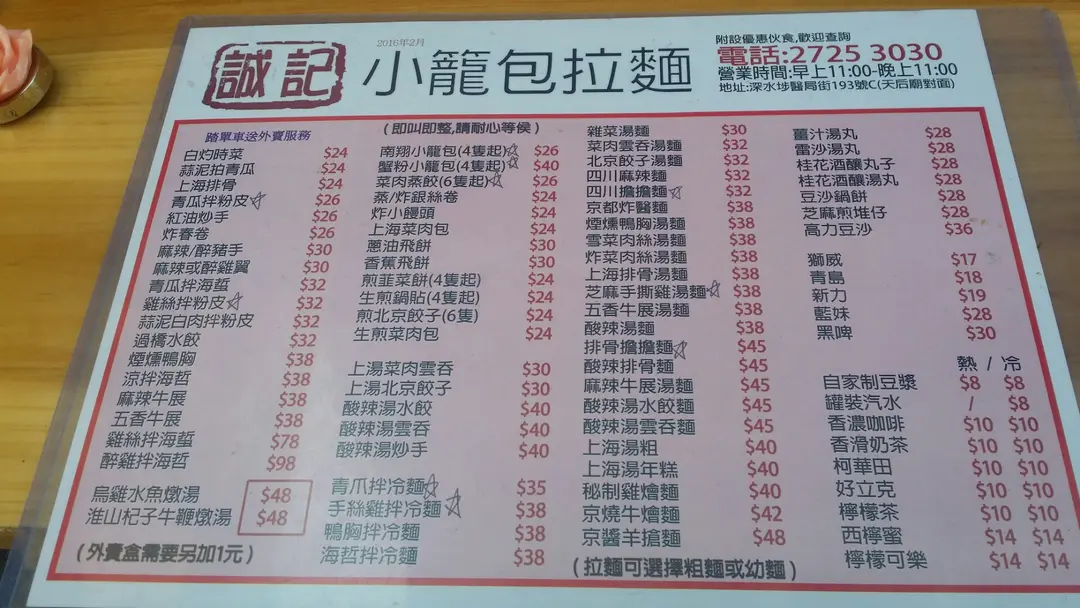 誠記
2016年2月
小籠包拉麵
附設優惠伙食,歡迎查詢
電話:2725 3030
營業時間:早上11:00-晚上11:00
地址:深水埗醫局街193號C(天后廟對面)
踏單車送外賣服務
白灼時菜 $24
蒜泥拍青瓜 $24
上海排骨 $24
青瓜拌粉皮☆ $26
紅油炒手 $26
炸春卷 $26
麻辣/醉豬手 $30
麻辣或醉雞翼 $30
青瓜拌海蜇 $32
雞絲拌粉皮☆ $32
蒜泥白肉拌粉皮 $32
過橋水餃 $32
煙燻鴨胸 $38
涼拌海哲 $38
麻辣牛展 $38
五香牛展 $38
雞絲拌海蜇 $78
醉雞拌海哲 $98
烏雞水魚燉湯 $48
淮山杞子牛鞭燉湯 $48
(外賣盒需要另加1元)
(即叫即整,請耐心等侯)
南翔小籠包(4隻起)☆ $26
蟹粉小籠包(4隻起)☆ $40
菜肉蒸餃(6隻起)☆ $26
蒸/炸銀絲卷 $24
炸小饅頭 $24
上海菜肉包 $24
蔥油飛餅 $30
香蕉飛餅 $30
煎韮菜餅(4隻起) $24
生煎鍋貼(4隻起) $24
煎北京餃子(6隻) $24
生煎菜肉包 $24
上湯菜肉雲吞 $30
上湯北京餃子 $30
酸辣湯水餃 $40
酸辣湯雲吞 $40
酸辣湯炒手 $40
青爪拌冷麵☆ $35
手絲雞拌冷麵☆ $38
鴨胸拌冷麵 $38
海哲拌冷麵 $38
雜菜湯麵 $30
菜肉雲吞湯麵 $32
北京餃子湯麵 $32
四川麻辣麵 $32
四川擔擔麵☆ $32
京都炸醫麵 $38
煙燻鴨胸湯麵 $38
雪菜肉絲湯麵 $38
炸菜肉絲湯麵 $38
上海排骨湯麵 $38
芝麻手撕雞湯麵☆ $38
五香牛展湯麵 $38
酸辣湯麵 $38
排骨擔擔麵☆ $45
酸辣排骨麵 $45
麻辣牛展湯麵 $45
酸辣湯水餃麵 $45
酸辣湯雲吞麵 $45
上海湯粗 $40
上海湯年糕 $40
秘制雞燴麵 $40
京燒牛燴麵 $42
京醬羊搶麵 $48
(拉麵可選擇粗麵或幼麵)
薑汁湯丸 $28
雷沙湯丸 $28
桂花酒釀丸子 $28
桂花酒釀湯丸 $28
豆沙鍋餅 $28
芝麻煎堆仔 $28
高力豆沙 $36
獅威 $17
青島 $18
新力 $19
藍妹 $28
黑啤 $30
熱 / 冷
自家制豆漿 $8 $8
罐裝汽水 / $8
香濃咖啡 $10 $10
香滑奶茶 $10 $10
柯華田 $10 $10
好立克 $10 $10
檸檬茶 $10 $10
西檸蜜 $14 $14
檸檬可樂 $14 $14